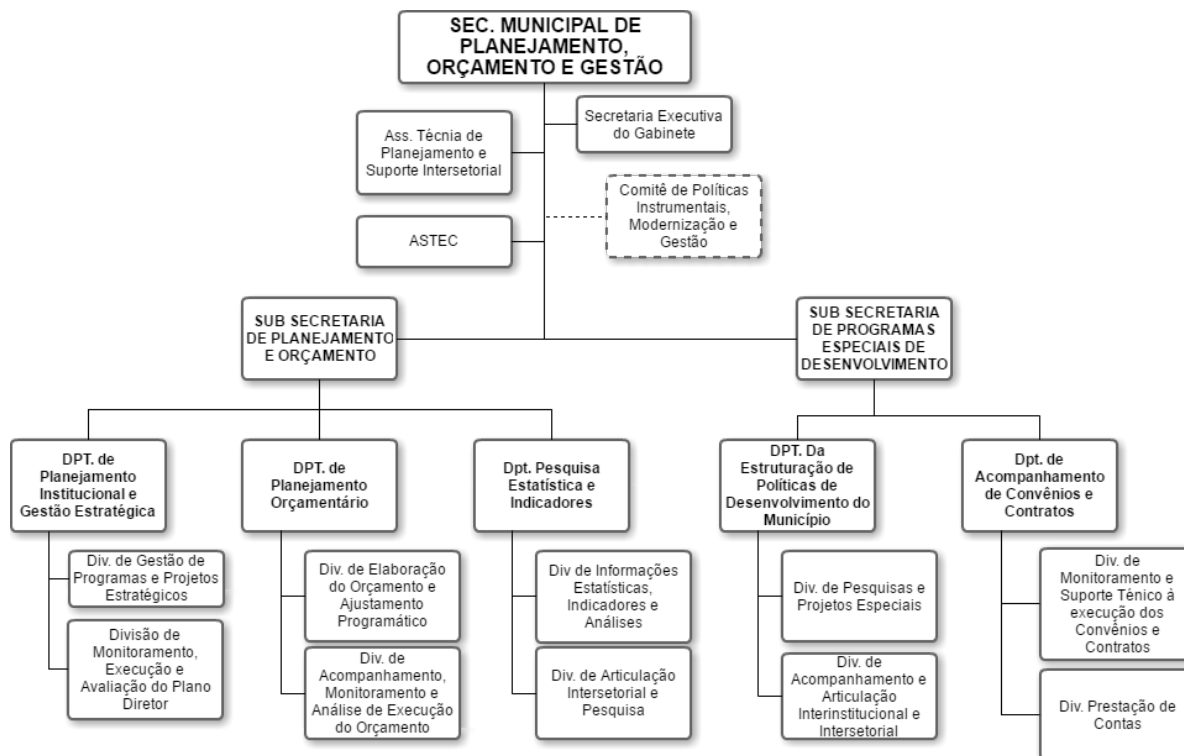 SEC. MUNICIPAL DE
PLANEJAMENTO,
ORÇAMENTO E GESTÃO
Secretaria Executiva
do Gabinete
Ass. Técnia de
Planejamento e
Suporte Intersetorial
Comitê de Políticas
Instrumentais,
Modernização e
Gestão
ASTEC
SUB SECRETARIA
DE PLANEJAMENTO
E ORÇAMENTO
SUB SECRETARIA
DE PROGRAMAS
ESPECIAIS DE
DESENVOLVIMENTO
DPT. de
Planejamento
Institucional e
Gestão Estratégica
DPT. de
Planejamento
Orçamentário
Dpt. Pesquisa
Estatística e
Indicadores
DPT. Da
Estruturação de
Políticas de
Desenvolvimento do
Município
Dpt. de
Acompanhamento
de Convênios e
Contratos
Div. de Gestão de
Programas e Projetos
Estratégicos
Divisão de
Monitoramento,
Execução e
Avaliação do Plano
Diretor
Div. de Elaboração
do Orçamento e
Ajustamento
Programático
Div. de
Acompanhamento,
Monitoramento e
Análise de Execução
do Orçamento
Div de Informações
Estatísticas,
Indicadores e
Análises
Div. de Articulação
Intersetorial e
Pesquisa
Div. de Pesquisas e
Projetos Especiais
Div. de
Acompanhamento e
Articulação
Interinstitucional e
Intersetorial
Div. de
Monitoramento e
Suporte Ténico à
execução dos
Convênios e
Contratos
Div. Prestação de
Contas